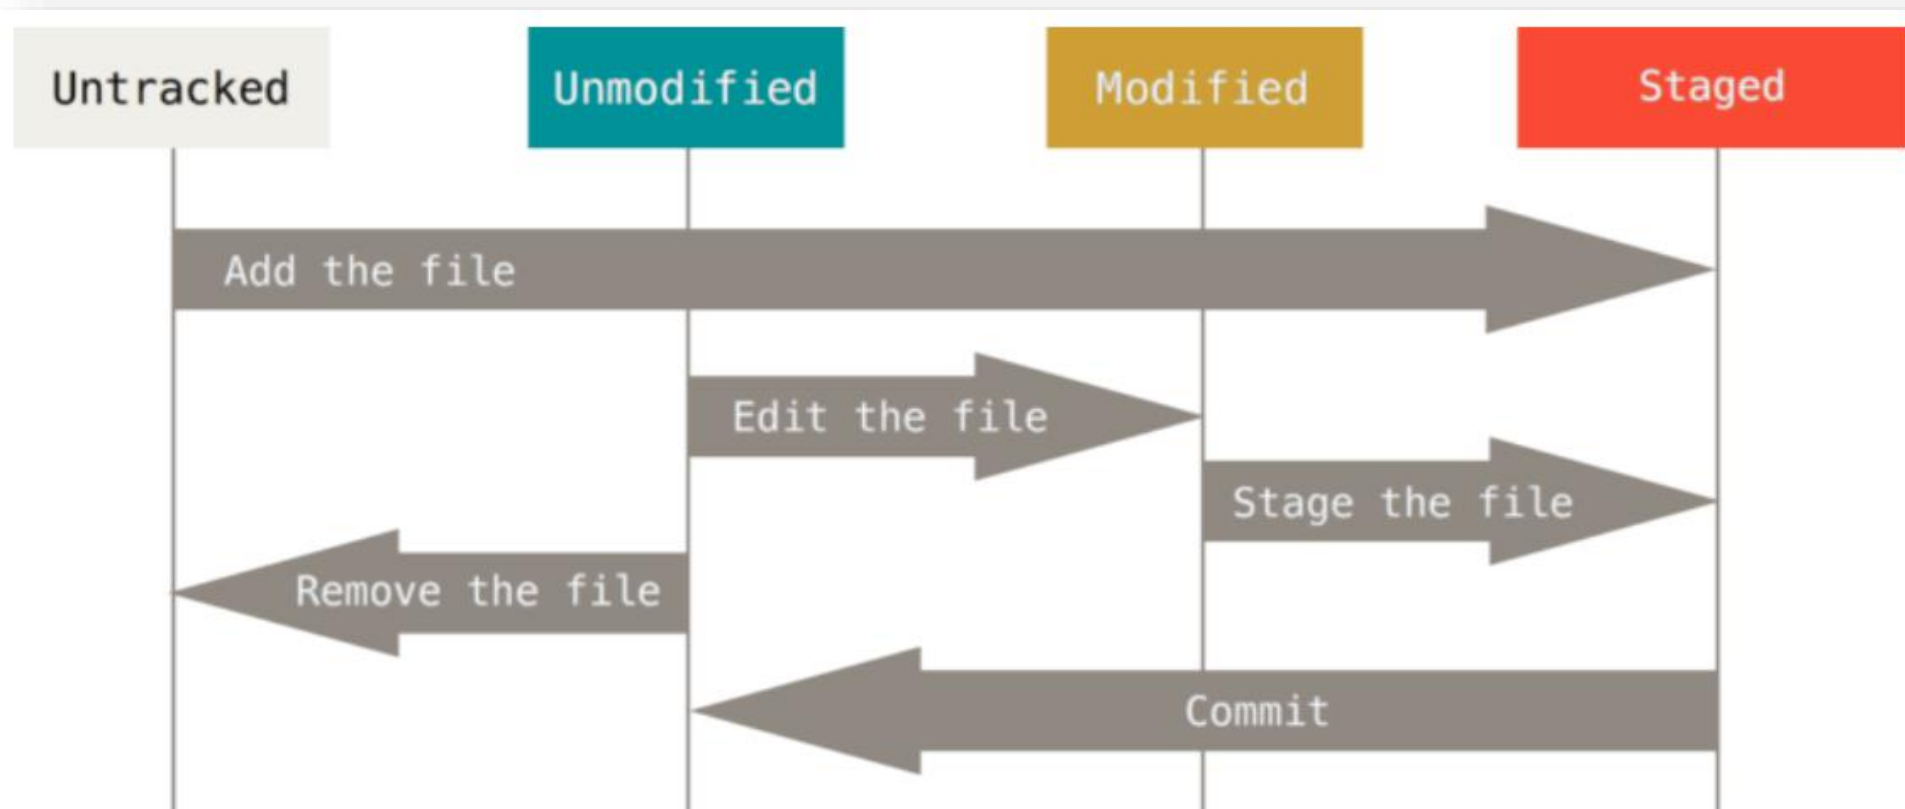 Untracked
Unmodified
Modified
Staged
Add the file
Edit the file
Stage the file
Remove the file
Commit